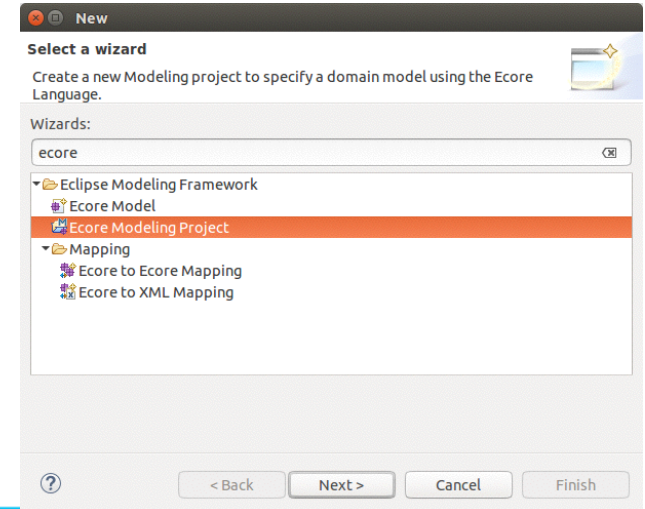 New
Select a wizard
Create a new Modeling project to specify a domain model using the Ecore
Language.
Wizards:
ecore
Eclipse Modeling Framework
Ecore Model
Ecore Modeling Project
Mapping
Ecore to Ecore Mapping
Ecore to XML Mapping
? < Back Next > Cancel Finish